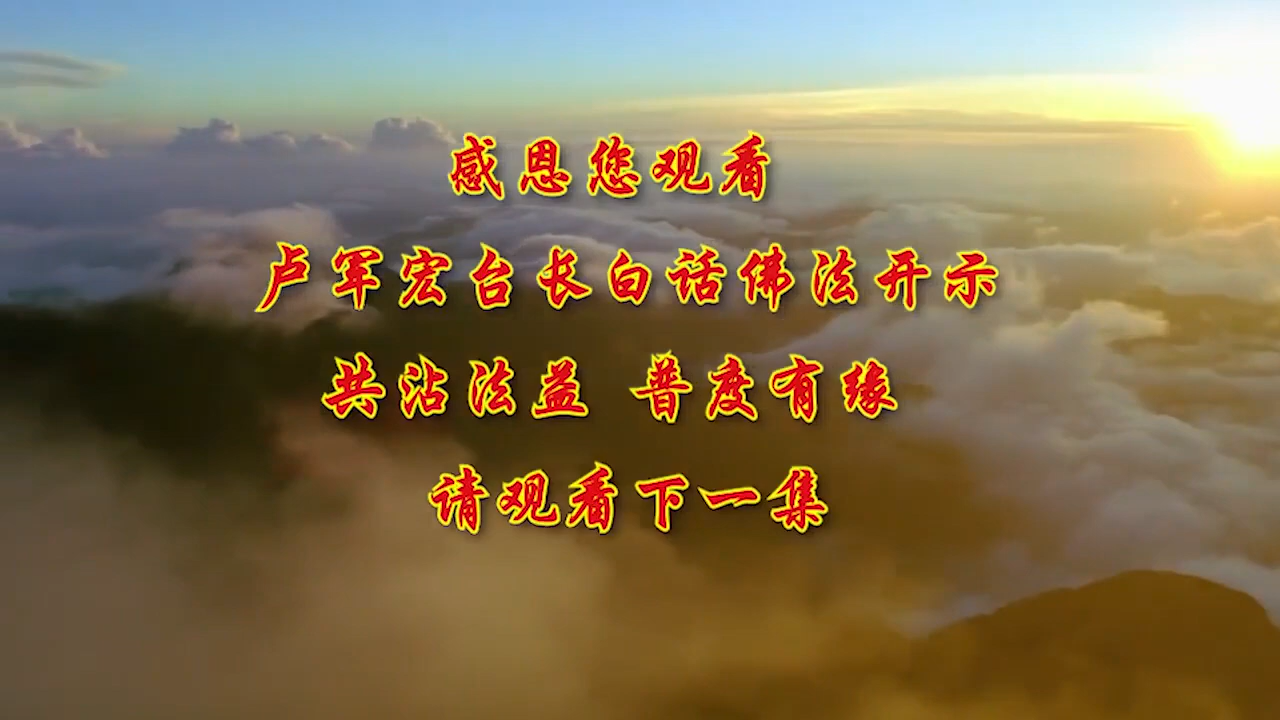 感恩您观看
卢军宏台长白话佛法开示
共沾法益 普度有缘
请观看下一集